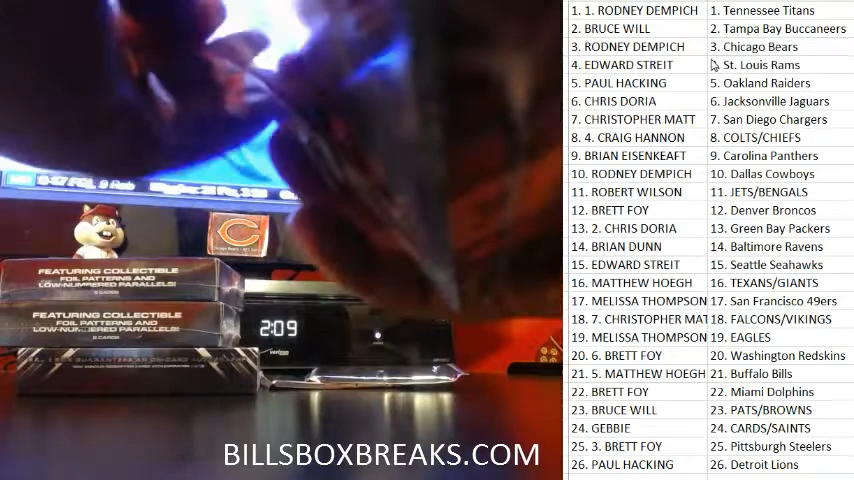 1. 1. RODNEY DEMPICH 1. Tennessee Titans
2. BRUCE WILL 2. Tampa Bay Buccaneers
3. RODNEY DEMPICH 3. Chicago Bears
4. EDWARD STREIT St. Louis Rams
5. PAUL HACKING 5. Oakland Raiders
6. CHRIS DORIA 6. Jacksonville Jaguars
7. CHRISTOPHER MATT 7. San Diego Chargers
8. 4. CRAIG HANNON 8. COLTS/CHIEFS
9. BRIAN EISENKEAFT 9. Carolina Panthers
10. RODNEY DEMPICH 10. Dallas Cowboys
11. ROBERT WILSON 11. JETS/BENGALS
12. BRETT FOY 12. Denver Broncos
13. 2. CHRIS DORIA 13. Green Bay Packers
14. BRIAN DUNN 14. Baltimore Ravens
15. EDWARD STREIT 15. Seattle Seahawks
16. MATTHEW HOEGH 16. TEXANS/GIANTS
17. MELISSA THOMPSON 17. San Francisco 49ers
18. 7. CHRISTOPHER MAT 18. FALCONS/VIKINGS
19. MELISSA THOMPSON 19. EAGLES
20. 6. BRETT FOY 20. Washington Redskins
21. 5. MATTHEW HOEGH 21. Buffalo Bills
22. BRETT FOY 22. Miami Dolphins
23. BRUCE WILL 23. PATS/BROWNS
24. GEBBIE 24. CARDS/SAINTS
25. 3. BRETT FOY 25. Pittsburgh Steelers
26. PAUL HACKING 26. Detroit Lions
FEATURING COLLECTIBLE
FOIL PATTERNS AND
LOW-NUMBERED PARALLELS!
FEATURING COLLECTIBLE
FOIL PATTERNS AND
LOW-NUMBERED PARALLELS!
2:09
verizon
BILLSBOXBREAKS.COM